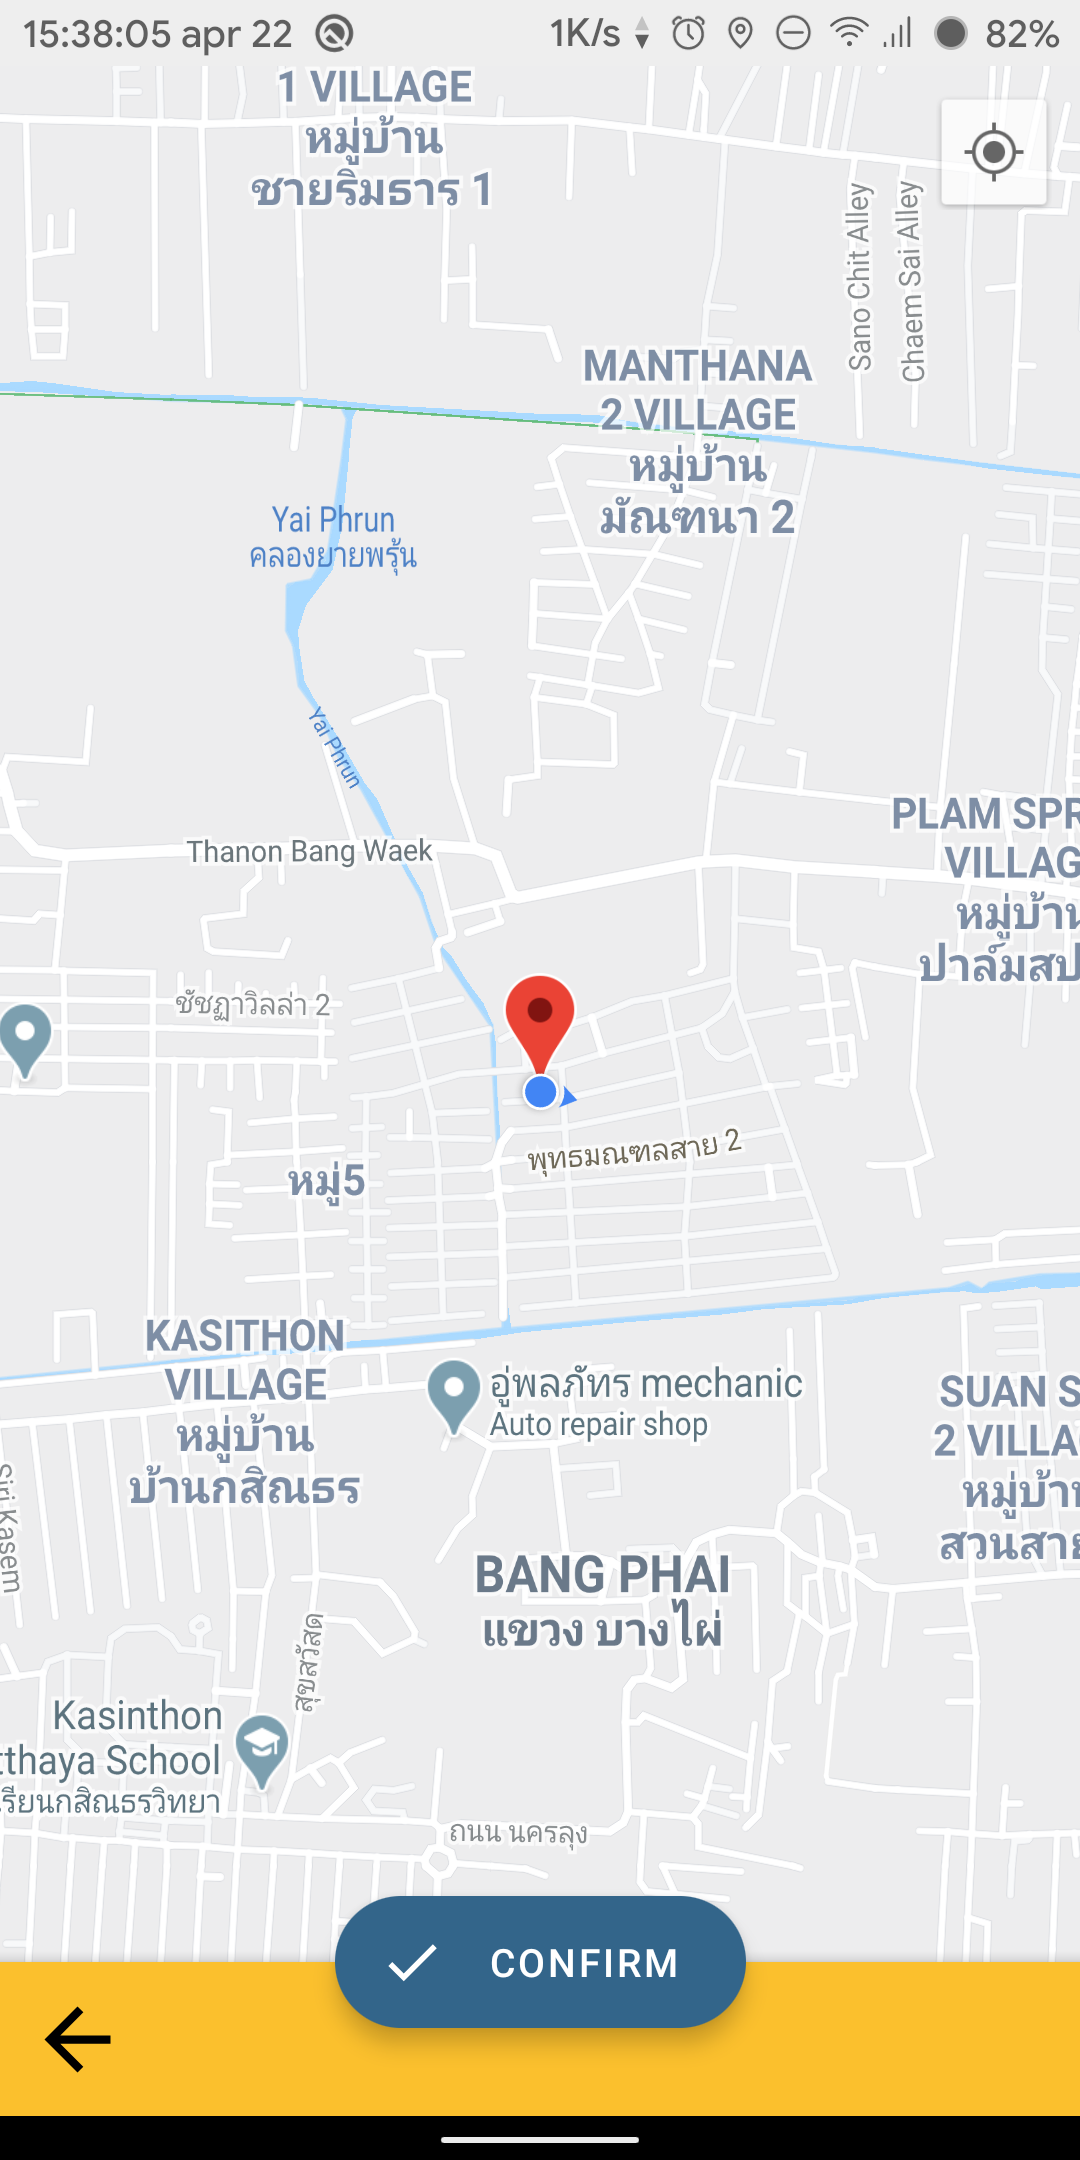 15:38:05 apr 22
1K/s
82%
1 VILLAGE
หมู่บ้าน
ชายริมธาร 1
Sano Chit Alley
Chaem Sai Alley
MANTHANA
2 VILLAGE
หมู่บ้าน
มัณฑนา 2
Yai Phrun
คลองยายพรุ้น
Yai Phrun
Thanon Bang Waek
PLAM SPR
VILLAG
หมู่บ้าน
ปาล์มสป
ชัชฎาวิลล่า 2
พุทธมณฑลสาย 2
หมู่5
KASITHON
VILLAGE
หมู่บ้าน
บ้านกสิณธร
อู่พลภัทร mechanic
Auto repair shop
SUAN S
2 VILLA
หมู่บ้าน
สวนสาย
Siri Kasem
BANG PHAI
แขวง บางไผ่
สุขสวัสดิ์
Kasinthon
tthaya School
เรียนกสิณธรวิทยา
ถนน นครลุง
CONFIRM